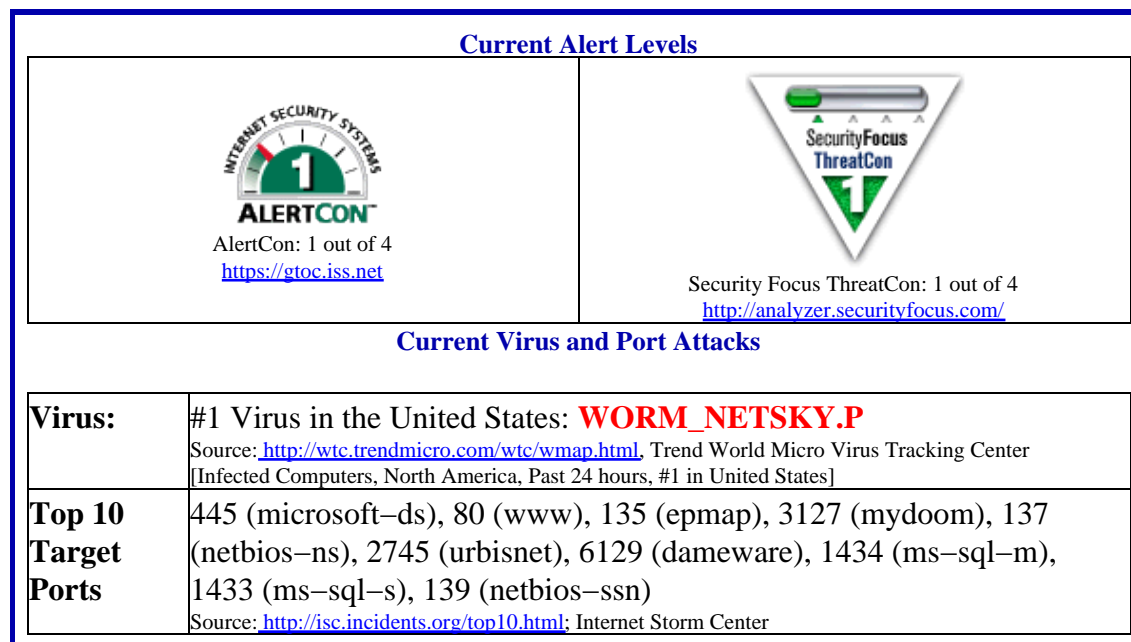 Current Alert Levels
INTERNET SECURITY SYSTEMS
1
ALERTCON™
AlertCon: 1 out of 4
https://gtoc.iss.net
SecurityFocus
ThreatCon
1
Security Focus ThreatCon: 1 out of 4
http://analyzer.securityfocus.com/
Current Virus and Port Attacks
Virus:
#1 Virus in the United States: WORM_NETSKY.P
Source: http://wtc.trendmicro.com/wtc/wmap.html, Trend World Micro Virus Tracking Center
[Infected Computers, North America, Past 24 hours, #1 in United States]
Top 10
Target
Ports
445 (microsoft−ds), 80 (www), 135 (epmap), 3127 (mydoom), 137
(netbios−ns), 2745 (urbisnet), 6129 (dameware), 1434 (ms−sql−m),
1433 (ms−sql−s), 139 (netbios−ssn)
Source: http://isc.incidents.org/top10.html; Internet Storm Center